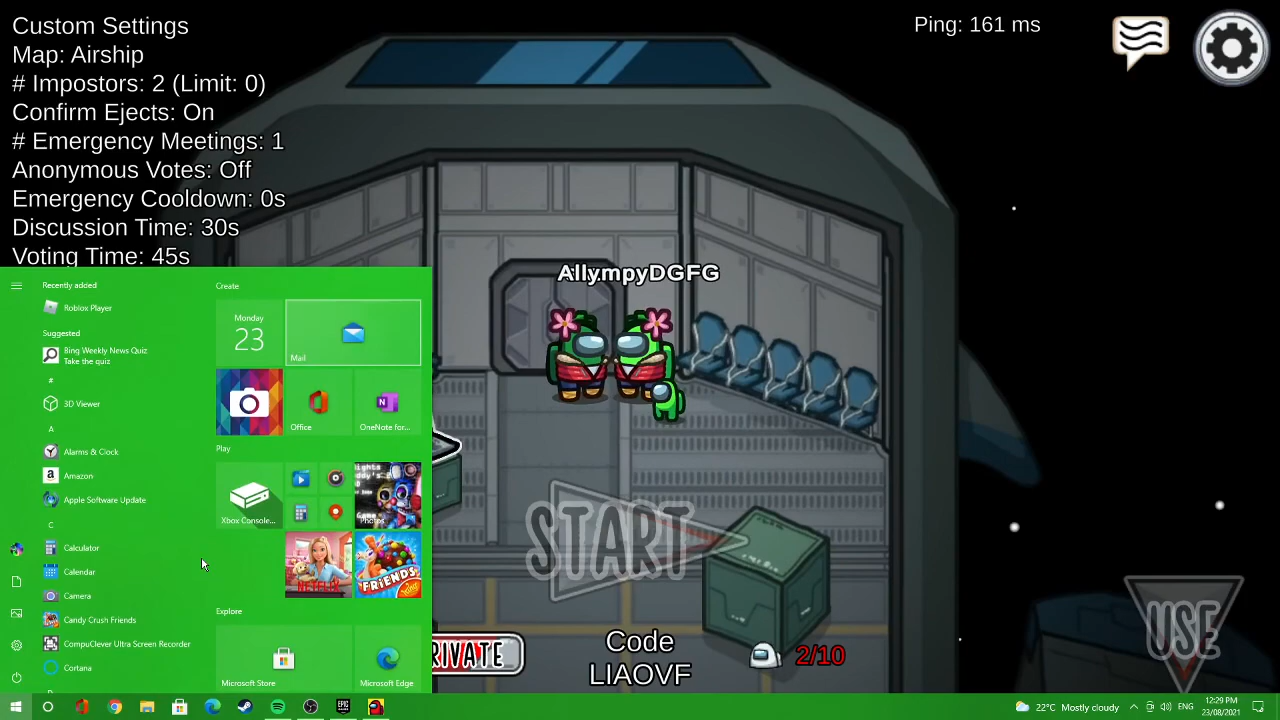 Custom Settings
Map: Airship
# Impostors: 2 (Limit: 0)
Confirm Ejects: On
# Emergency Meetings: 1
Anonymous Votes: Off
Emergency Cooldown: 0s
Discussion Time: 30s
Voting Time: 45s
Ping: 161 ms
Recently added
Roblox Player
Suggested
Bing Weekly News Quiz
Take the quiz
#
3D Viewer
A
Alarms & Clock
Amazon
Apple Software Update
C
Calculator
Calendar
Camera
Candy Crush Friends
CompuClever Ultra Screen Recorder
Cortana
Create
Monday
23
Mail
Office
OneNote for...
Play
Xbox Console...
Photos
NETFLIX
FRIENDS
Explore
Microsoft Store
Microsoft Edge
START
USE
Code
LIAOVF
2/10
22°C Mostly cloudy
ENG
12:29 PM
23/08/2021